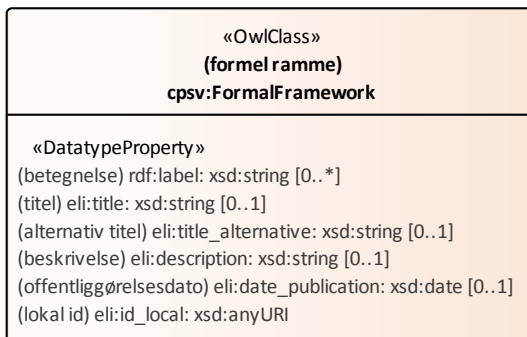 «OwlClass»
(formel ramme)
cpsv:FormalFramework
«DatatypeProperty»
(betegnelse) rdf:label: xsd:string [0..*]
(titel) eli:title: xsd:string [0..1]
(alternativ titel) eli:title_alternative: xsd:string [0..1]
(beskrivelse) eli:description: xsd:string [0..1]
(offentliggørelsesdato) eli:date_publication: xsd:date [0..1]
(lokal id) eli:id_local: xsd:anyURI